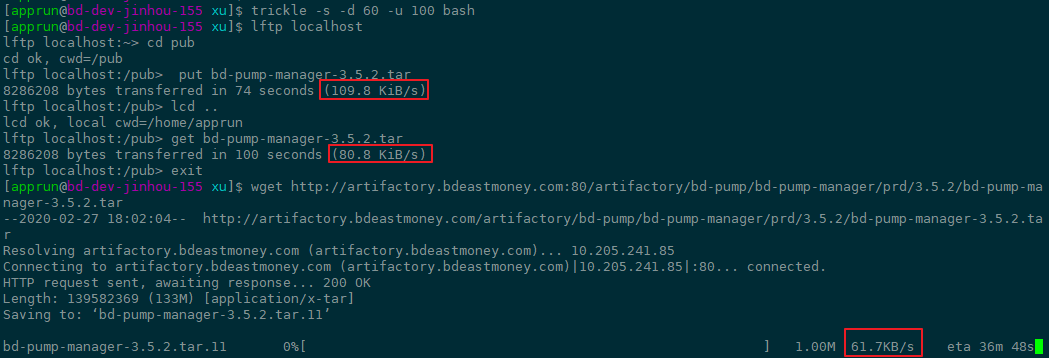 [apprun@bd-dev-jinhou-155 xu]$ trickle -s -d 60 -u 100 bash
[apprun@bd-dev-jinhou-155 xu]$ lftp localhost
lftp localhost:~> cd pub
cd ok, cwd=/pub
lftp localhost:/pub>  put bd-pump-manager-3.5.2.tar
8286208 bytes transferred in 74 seconds (109.8 KiB/s)
lftp localhost:/pub> lcd ..
lcd ok, local cwd=/home/apprun
lftp localhost:/pub> get bd-pump-manager-3.5.2.tar
8286208 bytes transferred in 100 seconds (80.8 KiB/s)
lftp localhost:/pub> exit
[apprun@bd-dev-jinhou-155 xu]$ wget http://artifactory.bdeastmoney.com:80/artifactory/bd-pump/bd-pump-manager/prd/3.5.2/bd-pump-ma
nager-3.5.2.tar
--2020-02-27 18:02:04--  http://artifactory.bdeastmoney.com/artifactory/bd-pump/bd-pump-manager/prd/3.5.2/bd-pump-manager-3.5.2.ta
r
Resolving artifactory.bdeastmoney.com (artifactory.bdeastmoney.com)... 10.205.241.85
Connecting to artifactory.bdeastmoney.com (artifactory.bdeastmoney.com)|10.205.241.85|:80... connected.
HTTP request sent, awaiting response... 200 OK
Length: 139582369 (133M) [application/x-tar]
Saving to: ‘bd-pump-manager-3.5.2.tar.11’
bd-pump-manager-3.5.2.tar.11 0%[ ] 1.00M 61.7KB/s eta 36m 48s